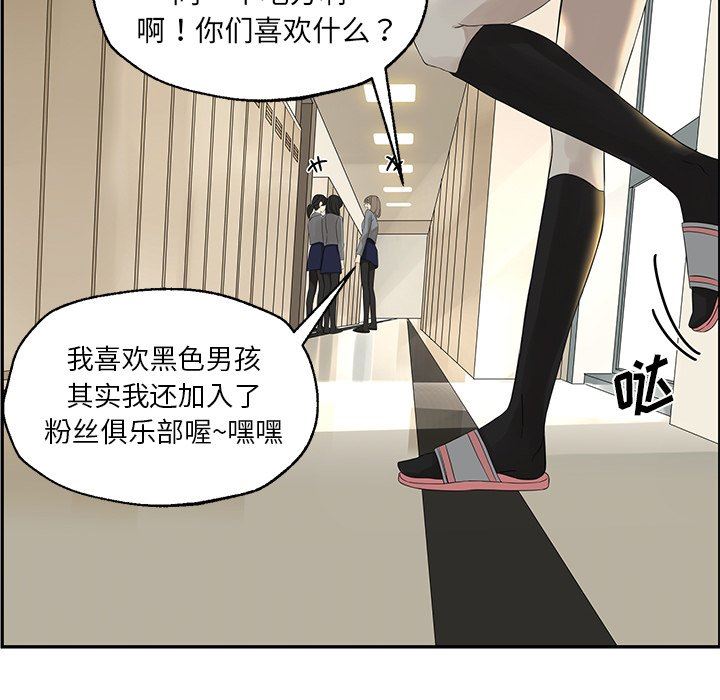 啊！你们喜欢什么？
我喜欢黑色男孩
其实我还加入了
粉丝俱乐部喔~嘿嘿
哒